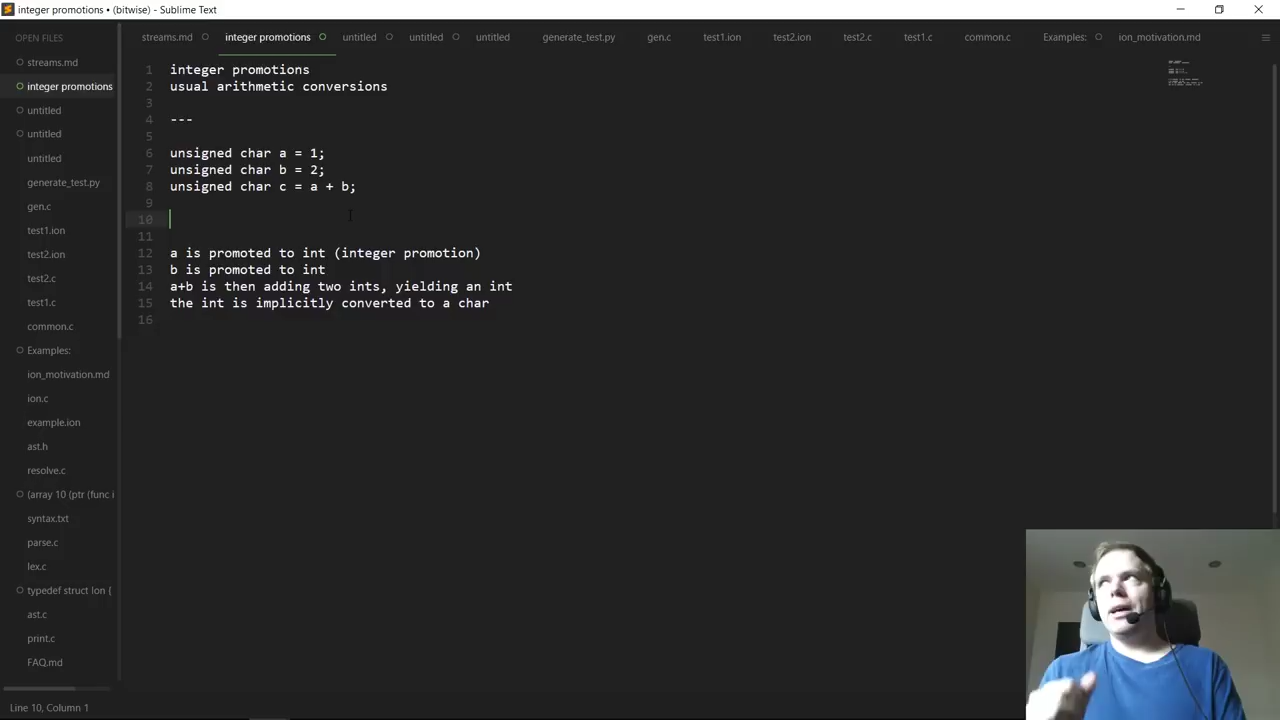 integer promotions • (bitwise) - Sublime Text
OPEN FILES
streams.md
integer promotions
untitled
untitled
untitled
generate_test.py
gen.c
test1.ion
test2.ion
test2.c
test1.c
common.c
Examples:
ion_motivation.md
ion.c
example.ion
ast.h
resolve.c
(array 10 (ptr (func i
syntax.txt
parse.c
lex.c
typedef struct Ion {
ast.c
print.c
FAQ.md
streams.md integer promotions untitled untitled untitled generate_test.py gen.c test1.ion test2.ion test2.c test1.c common.c Examples: ion_motivation.md
1 integer promotions
2 usual arithmetic conversions
3
4 ---
5
6 unsigned char a = 1;
7 unsigned char b = 2;
8 unsigned char c = a + b;
9
10
11
12 a is promoted to int (integer promotion)
13 b is promoted to int
14 a+b is then adding two ints, yielding an int
15 the int is implicitly converted to a char
16
Line 10, Column 1